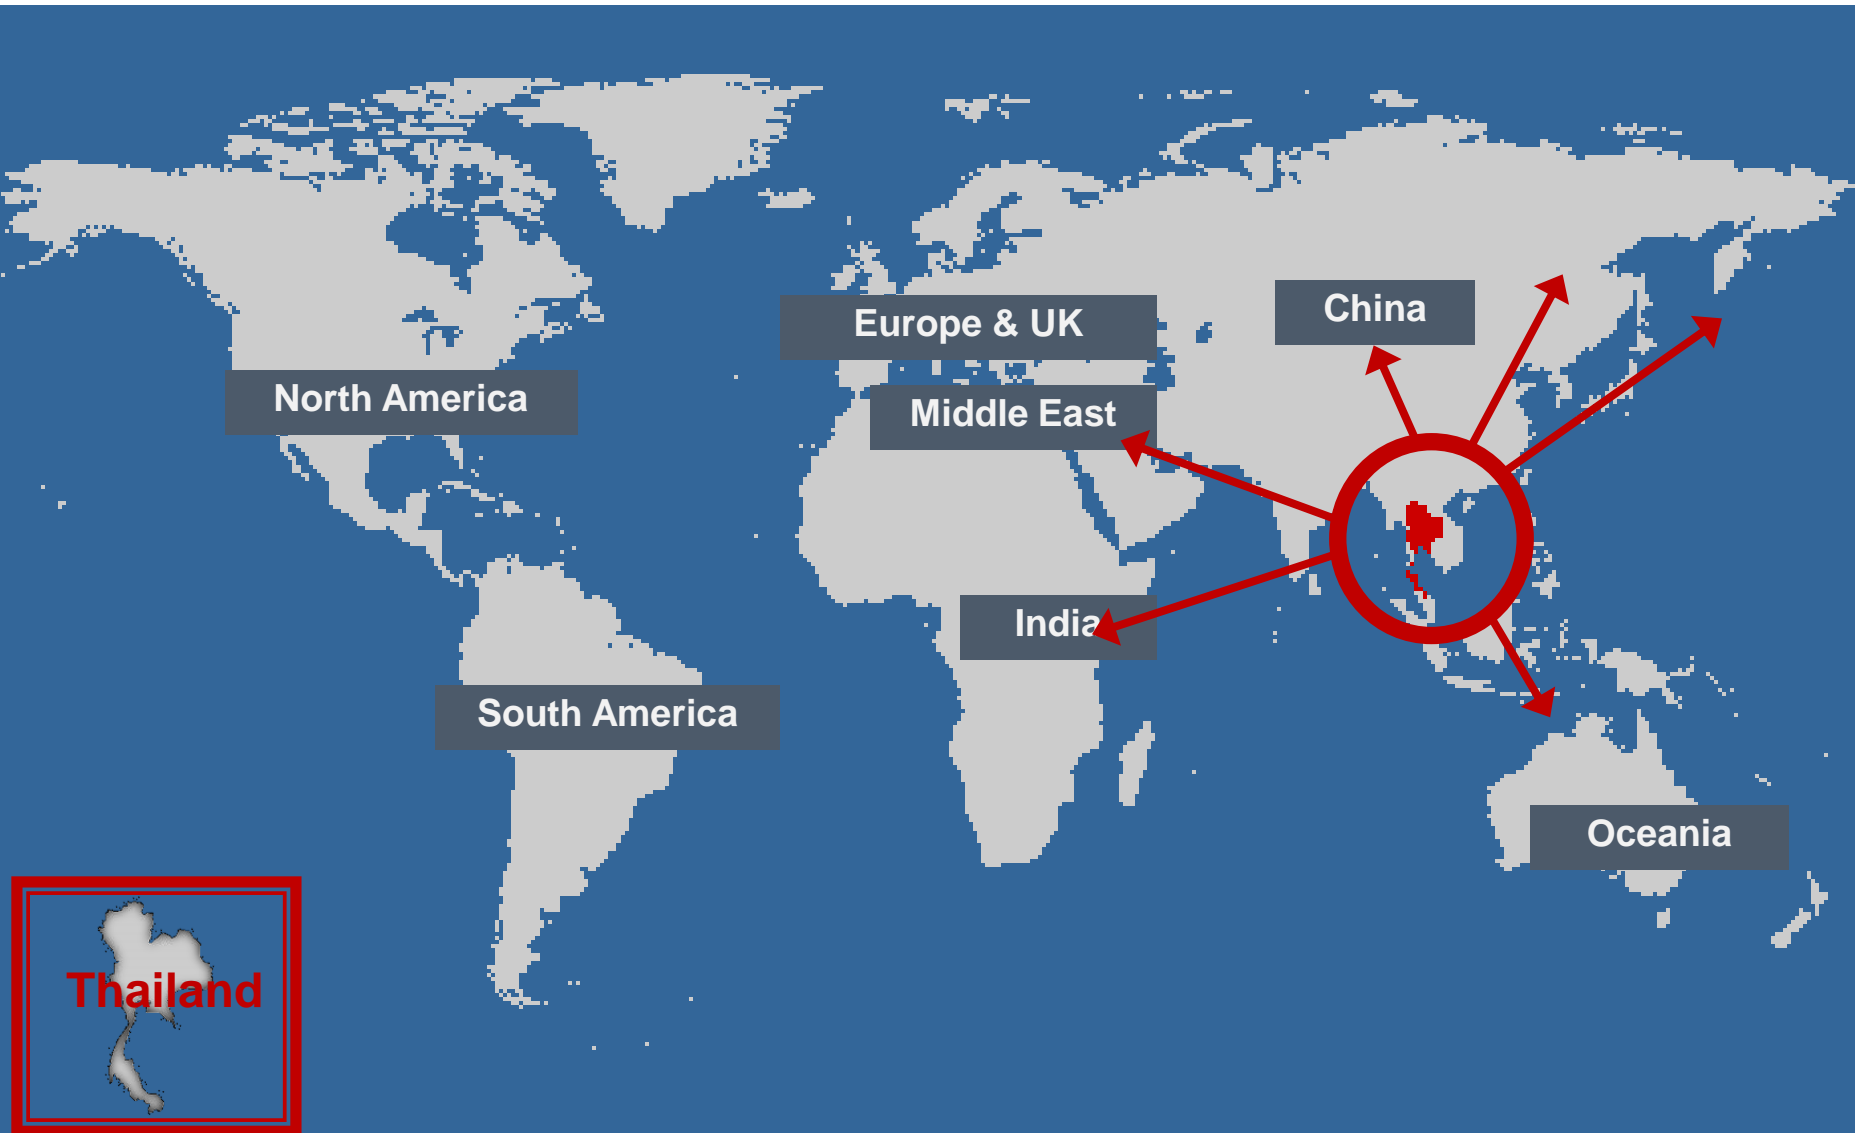 China
Europe & UK
North America
Middle East
India
South America
Oceania
Thailand